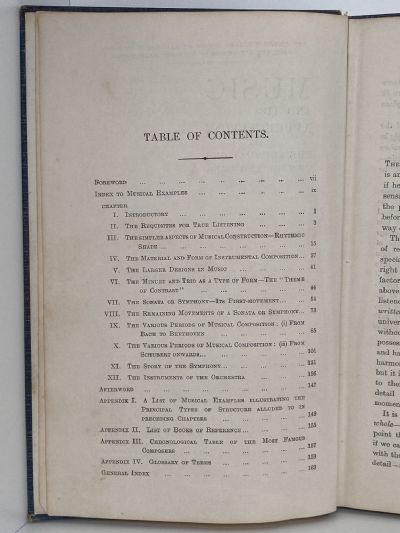 TABLE OF CONTENTS.
FOREWORD ... ... ... ... ... ... ... ... vii
INDEX TO MUSICAL EXAMPLES ... ... ... ... ... ix
CHAPTER
I. INTRODUCTORY ... ... ... ... ... ... ... 1
II. THE REQUISITES FOR TRUE LISTENING ... ... ... ... 3
III. THE SIMPLER ASPECTS OF MUSICAL CONSTRUCTION—RHYTHMIC
SHAPE ... ... ... ... ... ... ... 15
IV. THE MATERIAL AND FORM OF INSTRUMENTAL COMPOSITION ... 27
V. THE LARGER DESIGNS IN MUSIC ... ... ... ... 41
VI. THE MINUET AND TRIO AS A TYPE OF FORM—THE "THEME
OF CONTRAST" ... ... ... ... ... ... 46
VII. THE SONATA OR SYMPHONY—ITS FIRST-MOVEMENT ... ... 54
VIII. THE REMAINING MOVEMENTS OF A SONATA OR SYMPHONY ... 73
IX. THE VARIOUS PERIODS OF MUSICAL COMPOSITION: (i) FROM
BACH TO BEETHOVEN ... ... ... ... ... 85
X. THE VARIOUS PERIODS OF MUSICAL COMPOSITION: (ii) FROM
SCHUBERT ONWARDS... ... ... ... ... 101
XI. THE STORY OF THE SYMPHONY... ... ... ...
XII. THE INSTRUMENTS OF THE ORCHESTRA ... ... ...
AFTERWORD ... ... ... ... ... ... ... 147
APPENDIX I. A LIST OF MUSICAL EXAMPLES ILLUSTRATING THE
PRINCIPAL TYPES OF STRUCTURE ALLUDED TO IN
PRECEDING CHAPTERS ... ... ... ... 149
APPENDIX II. LIST OF BOOKS OF REFERENCE... ... ... 155
APPENDIX III. CHRONOLOGICAL TABLE OF THE MOST FAMOUS
COMPOSERS ... ... ... ... ... 157
APPENDIX IV. GLOSSARY OF TERMS ... ... ... ... 159
GENERAL INDEX ... ... ... ... ... ... 163